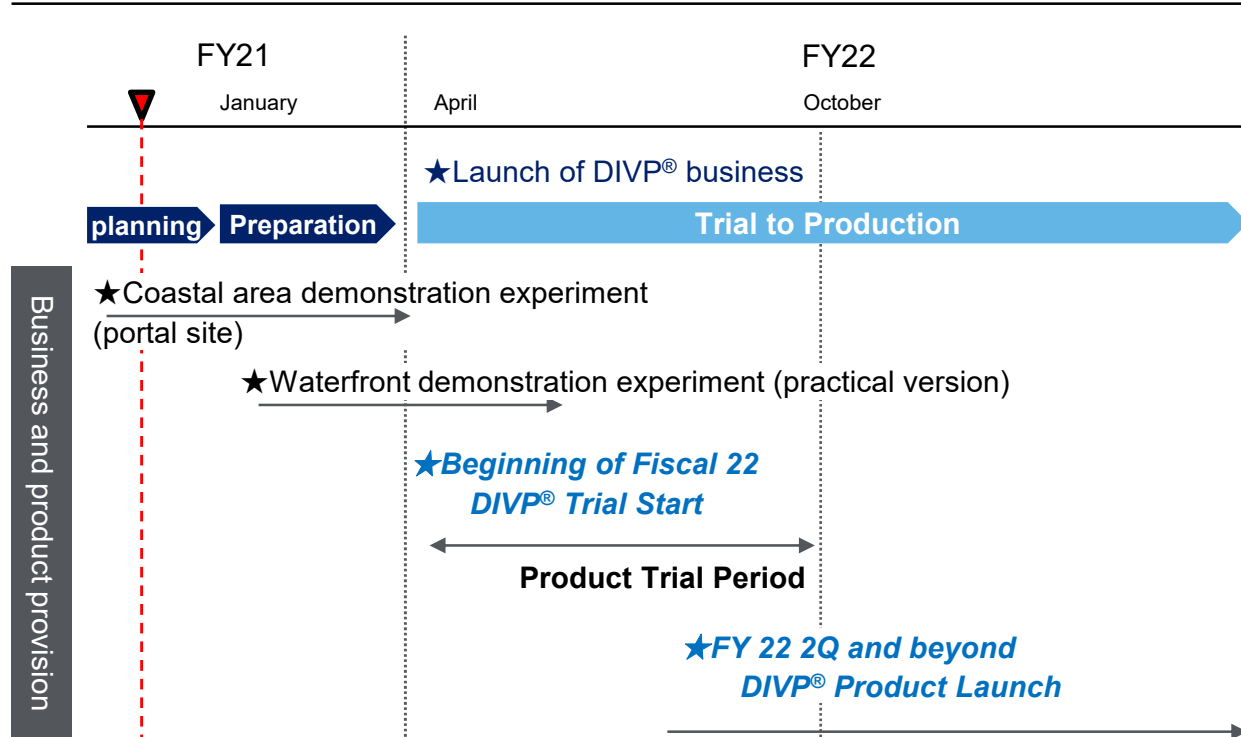 FY21
FY22
January
April
October
★Launch of DIVP® business
planning
Preparation
Trial to Production
Business and product provision
★Coastal area demonstration experiment
(portal site)
★Waterfront demonstration experiment (practical version)
★Beginning of Fiscal 22
DIVP® Trial Start
Product Trial Period
★FY 22 2Q and beyond
DIVP® Product Launch